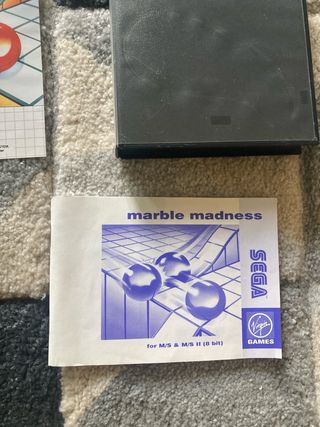 marble madness
SEGA
Virgin
GAMES
for M/S & M/S II (8 bit)